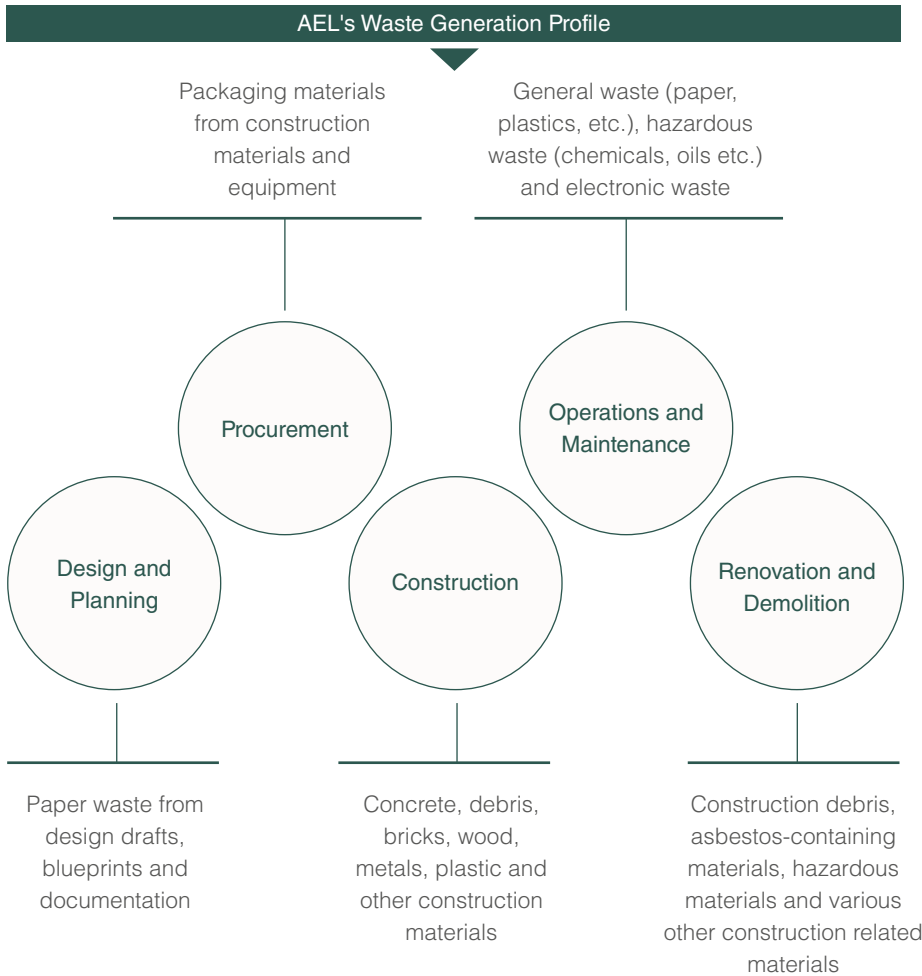 AEL's Waste Generation Profile
Packaging materials
from construction
materials and
equipment
General waste (paper,
plastics, etc.), hazardous
waste (chemicals, oils etc.)
and electronic waste
Procurement
Operations and
Maintenance
Design and
Planning
Construction
Renovation and
Demolition
Paper waste from
design drafts,
blueprints and
documentation
Concrete, debris,
bricks, wood,
metals, plastic and
other construction
materials
Construction debris,
asbestos-containing
materials, hazardous
materials and various
other construction related
materials